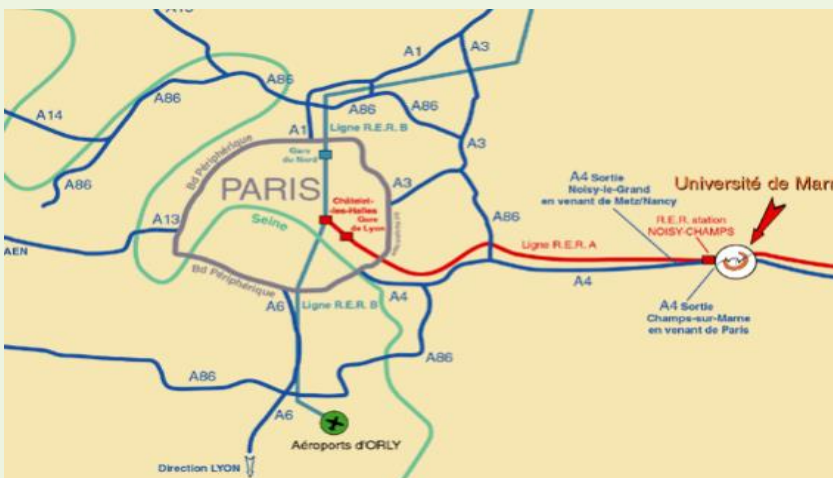 A1
A3
A86
A86
A86
A86
A14
A1
Ligne R.E.R. B
A3
A86
Bd Périphérique
Gare
du Nord
PARIS
A3
A4 Sortie
Noisy-le-Grand
en venant de Metz/Nancy
Université de Mar
A13
Châtelet
-les-Halles
Gare
de Lyon
A86
R.E.R. station
NOISY-CHAMPS
AEN
Seine
Ligne R.E.R. A
Bd Périphérique
A6
Ligne R.E.R. B
A4
A4
A4 Sortie
Champs-sur-Marne
en venant de Paris
A86
A86
A6
Aéroports d'ORLY
Direction LYON